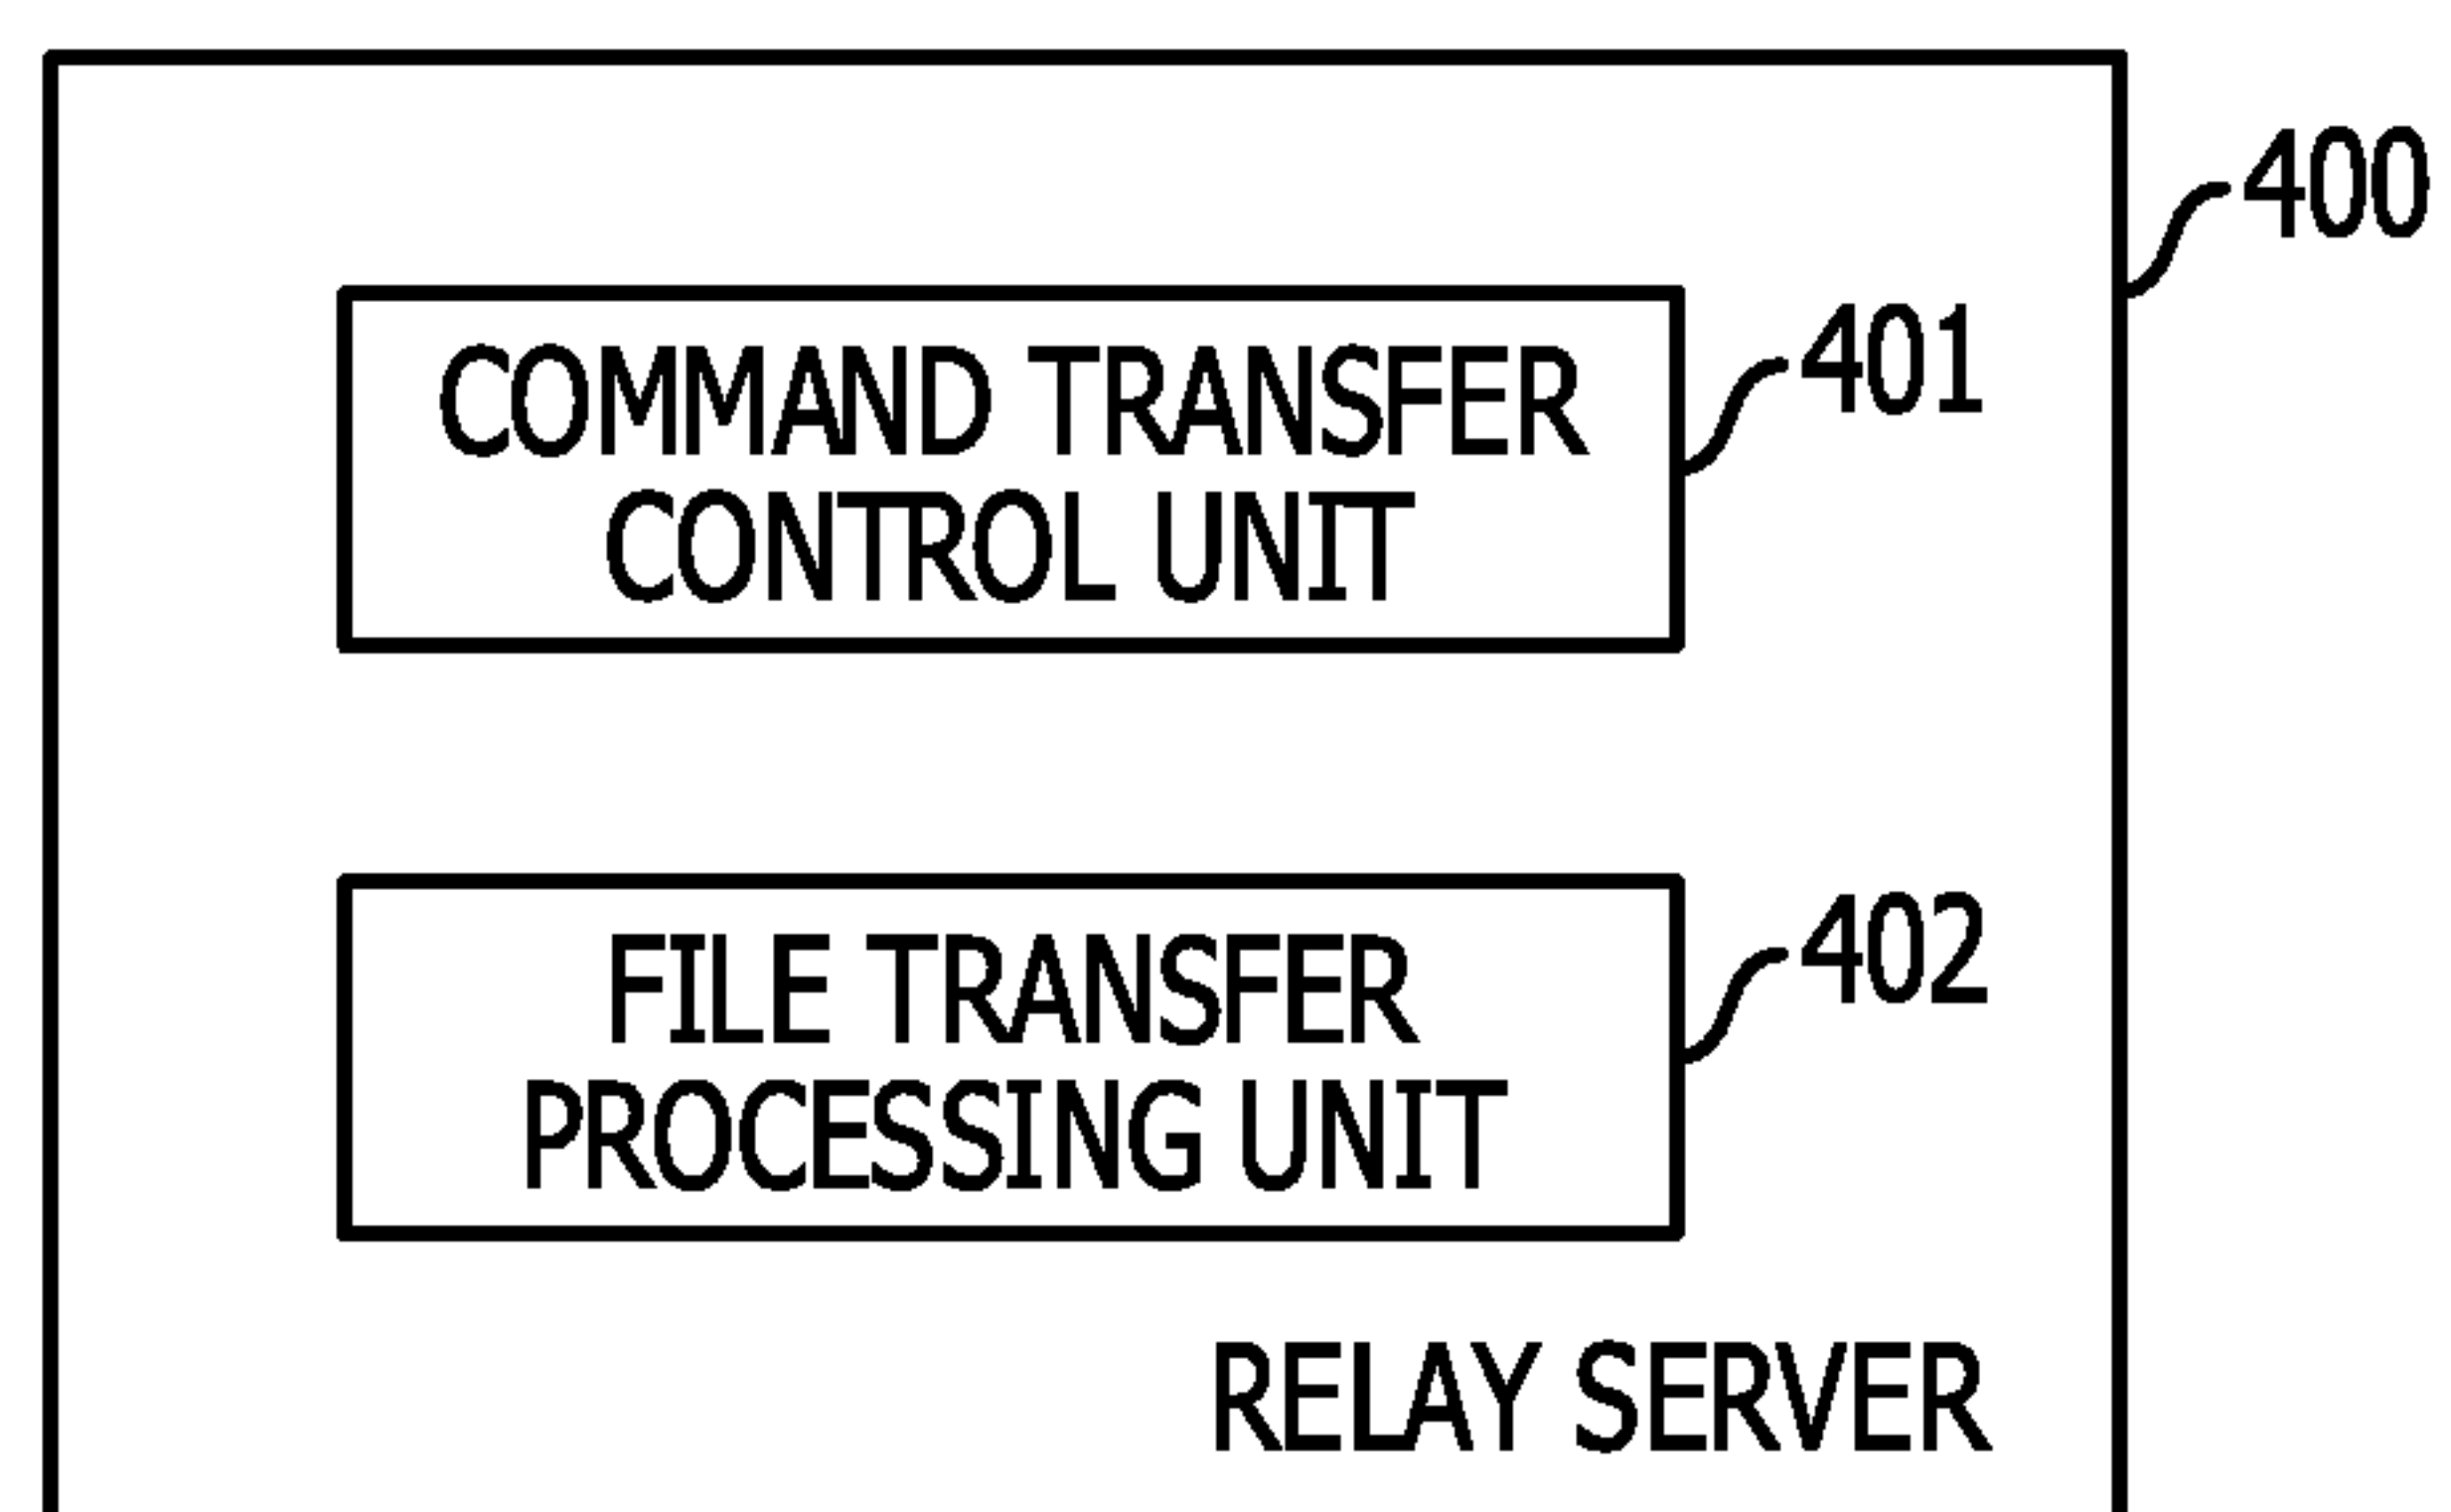 400
COMMAND TRANSFER
CONTROL UNIT
401
FILE TRANSFER
PROCESSING UNIT
402
RELAY SERVER